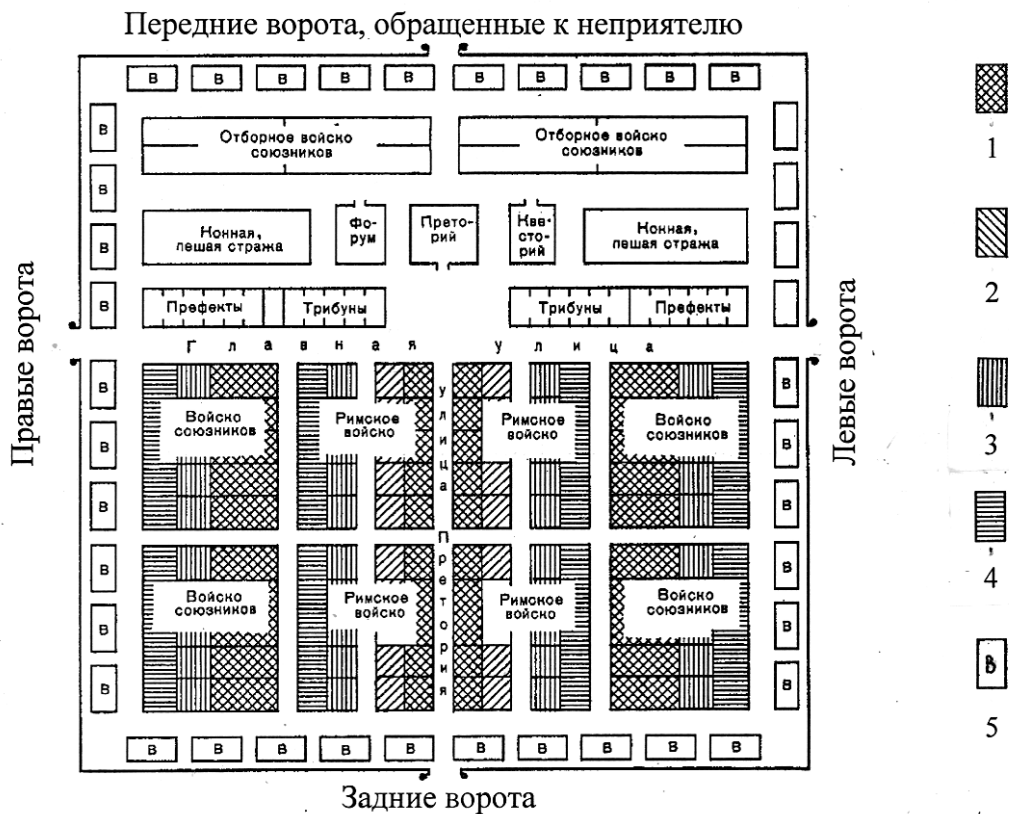 Передние ворота, обращенные к неприятелю
В В В В В В В В В В
В
Отборное войско
союзников
Отборное войско
союзников
1
В
Конная,
пешая стража
Фо-
рум
Прето-
рий
Кве-
сто-
рий
Конная,
пешая стража
В
2
В
Префекты
Трибуны
Трибуны
Префекты
Правые ворота
Левые ворота
Главная улица
В
Войско
союзников
Римское
войско
Римское
войско
Войско
союзников
В
3
В
В
В
В
4
улица
Претория
В
Войско
союзников
Римское
войско
Римское
войско
Войско
союзников
В
В
В
В
В
В
5
В В В В В В В В В В
Задние ворота